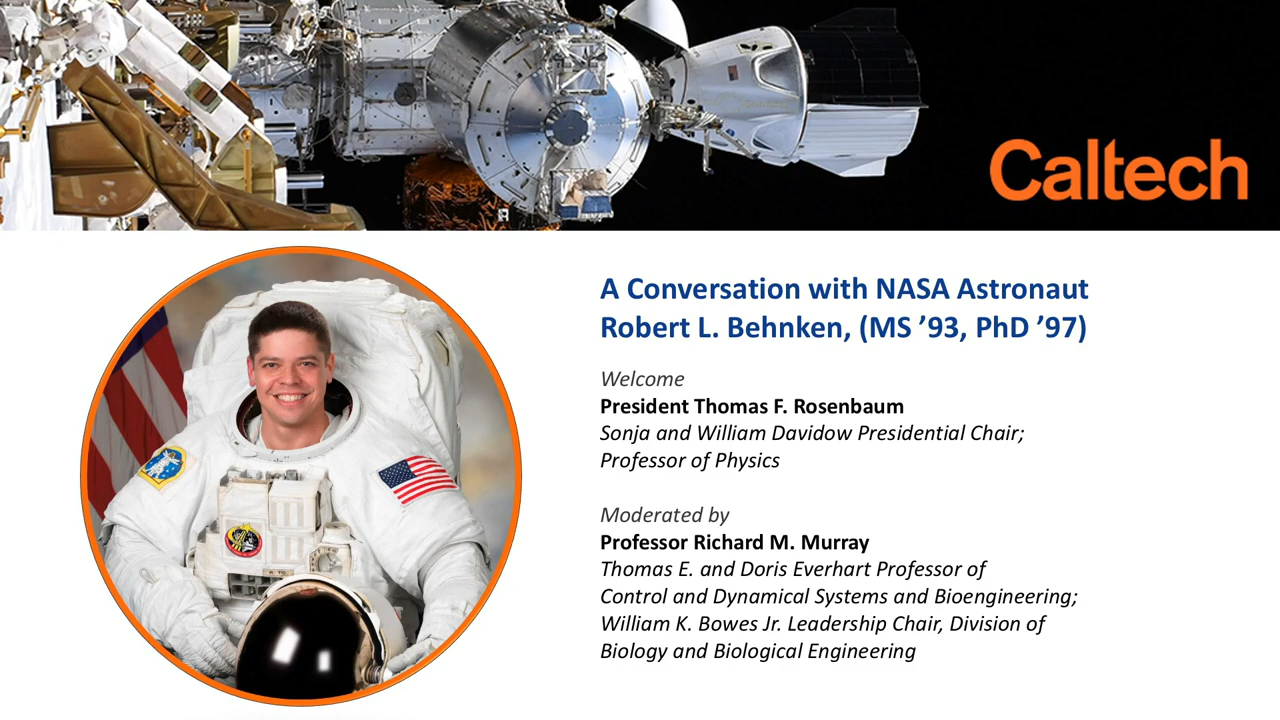 Caltech
A Conversation with NASA Astronaut
Robert L. Behnken, (MS ’93, PhD ’97)
Welcome
President Thomas F. Rosenbaum
Sonja and William Davidow Presidential Chair;
Professor of Physics
Moderated by
Professor Richard M. Murray
Thomas E. and Doris Everhart Professor of
Control and Dynamical Systems and Bioengineering;
William K. Bowes Jr. Leadership Chair, Division of
Biology and Biological Engineering